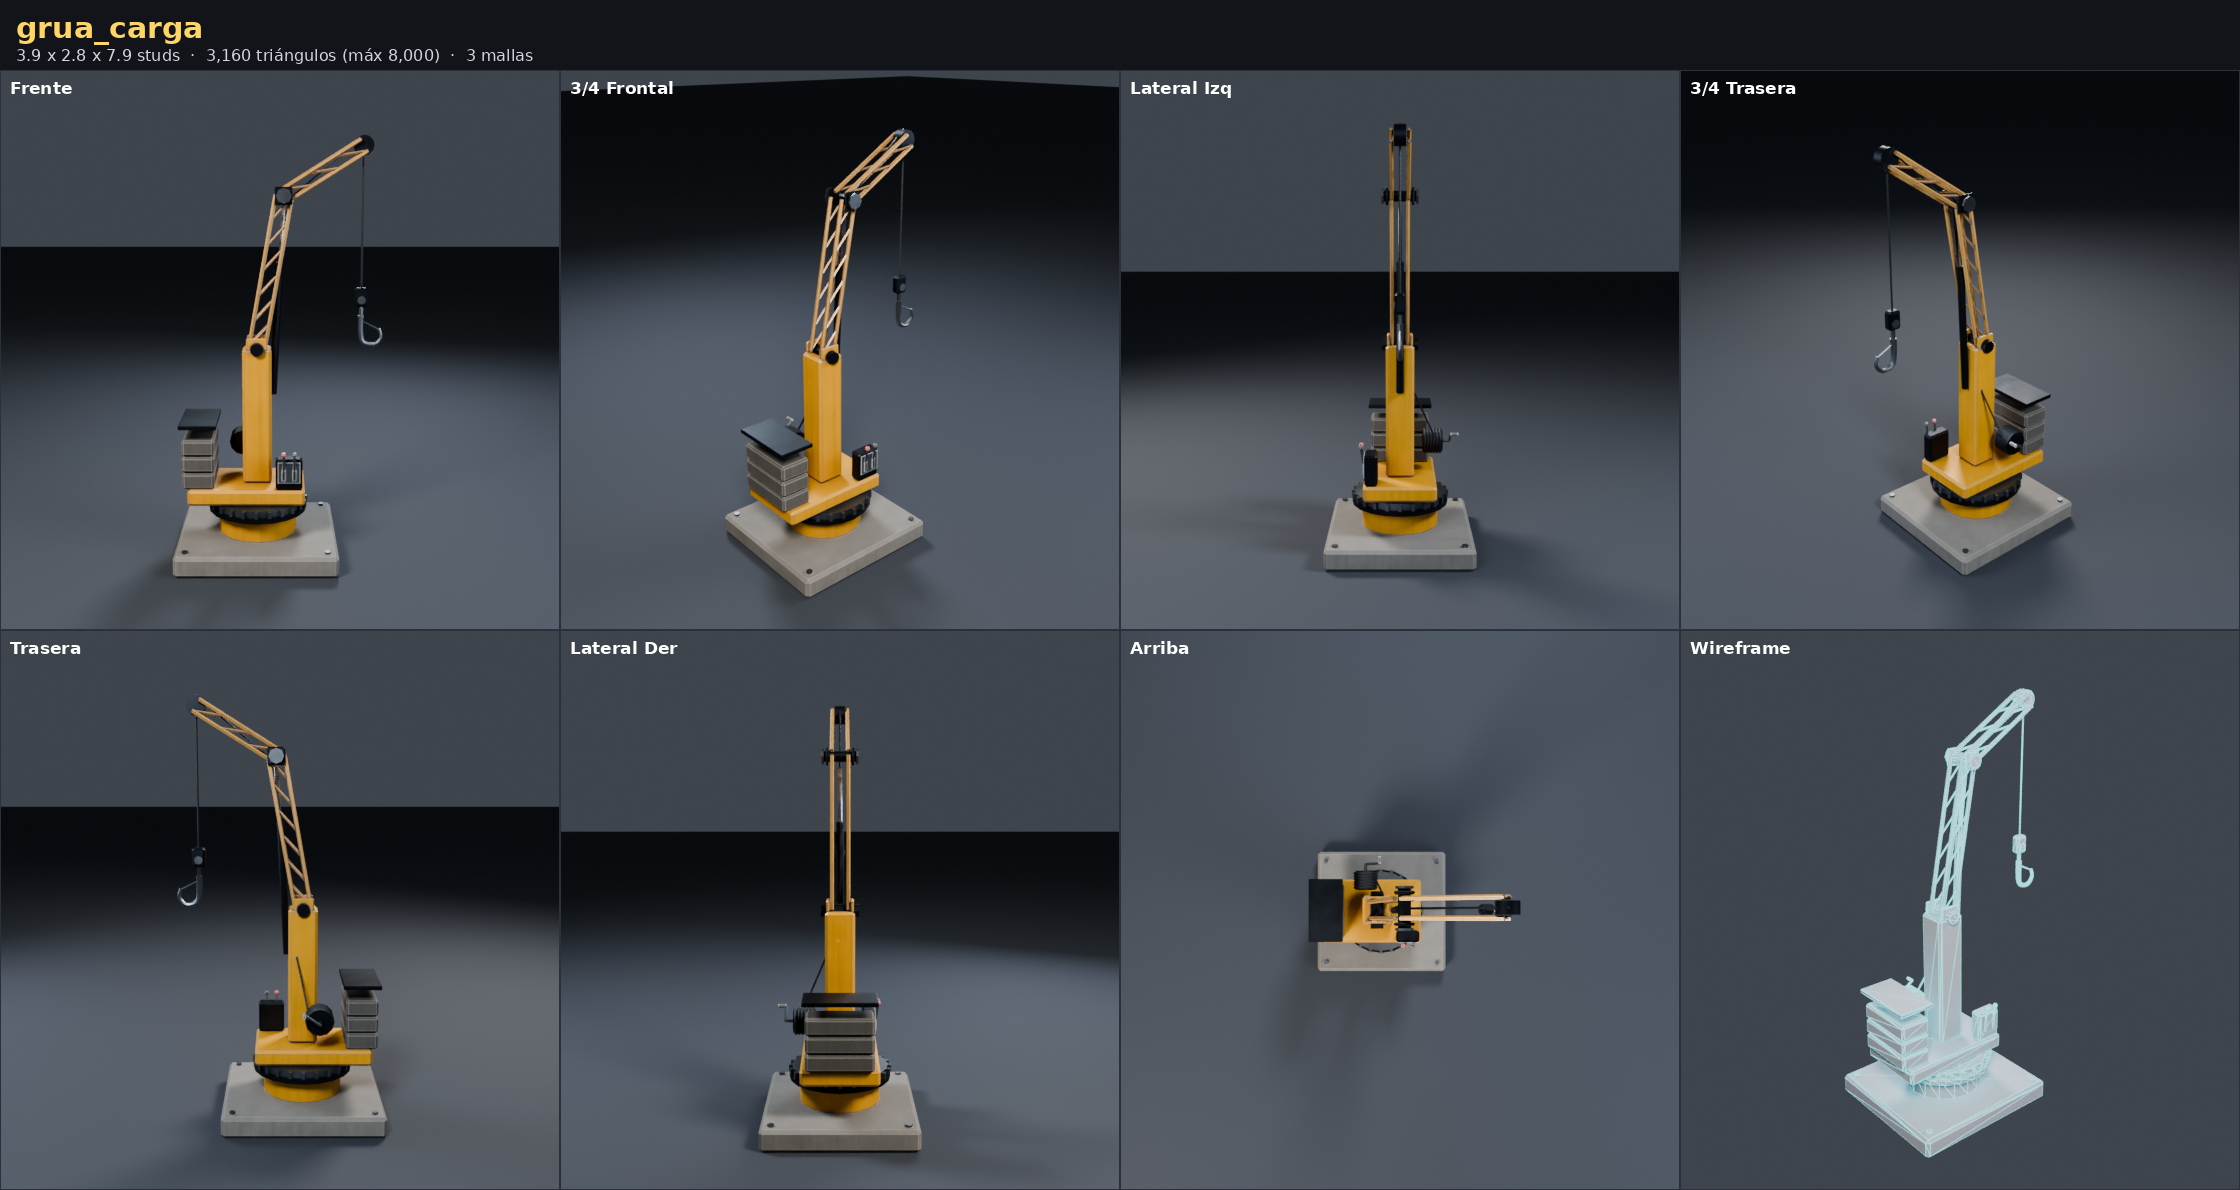 grua_carga
3.9 x 2.8 x 7.9 studs · 3,160 triángulos (máx 8,000) · 3 mallas
Frente
3/4 Frontal
Lateral Izq
3/4 Trasera
Trasera
Lateral Der
Arriba
Wireframe